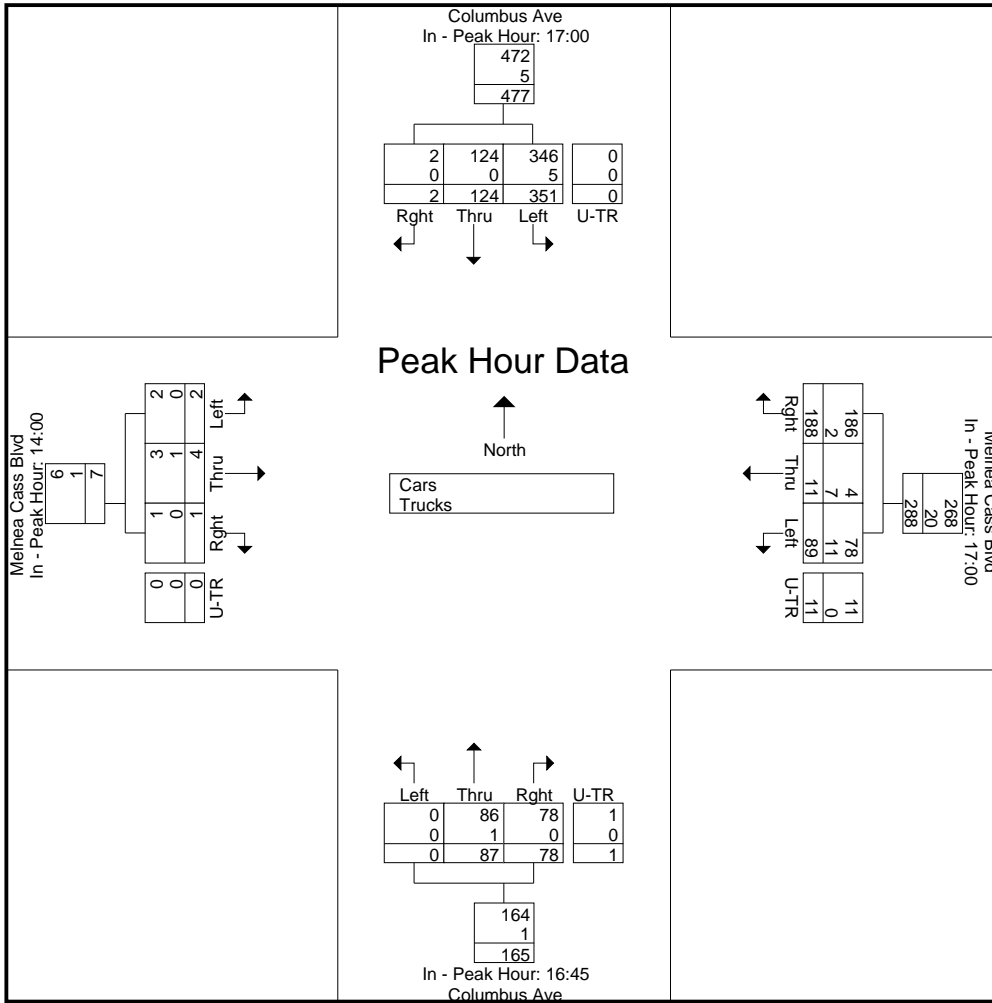 Columbus Ave
In - Peak Hour: 17:00
472
5
477
2 124 346 0
0 0 5 0
2 124 351 0
Rght Thru Left U-TR
Peak Hour Data
North
Cars
Trucks
Melnea Cass Blvd
In - Peak Hour: 14:00
6
1
7
2 0 2
Left
3 1 4
Thru
1 0 1
Rght
0 0 0
U-TR
Rght
188 2 186
Thru
11 7 4
Left
89 11 78
U-TR
11 0 11
288 20 268
In - Peak Hour: 17:00
Melnea Cass Blvd
Left Thru Rght U-TR
0 86 78 1
0 1 0 0
0 87 78 1
164
1
165
In - Peak Hour: 16:45
Columbus Ave